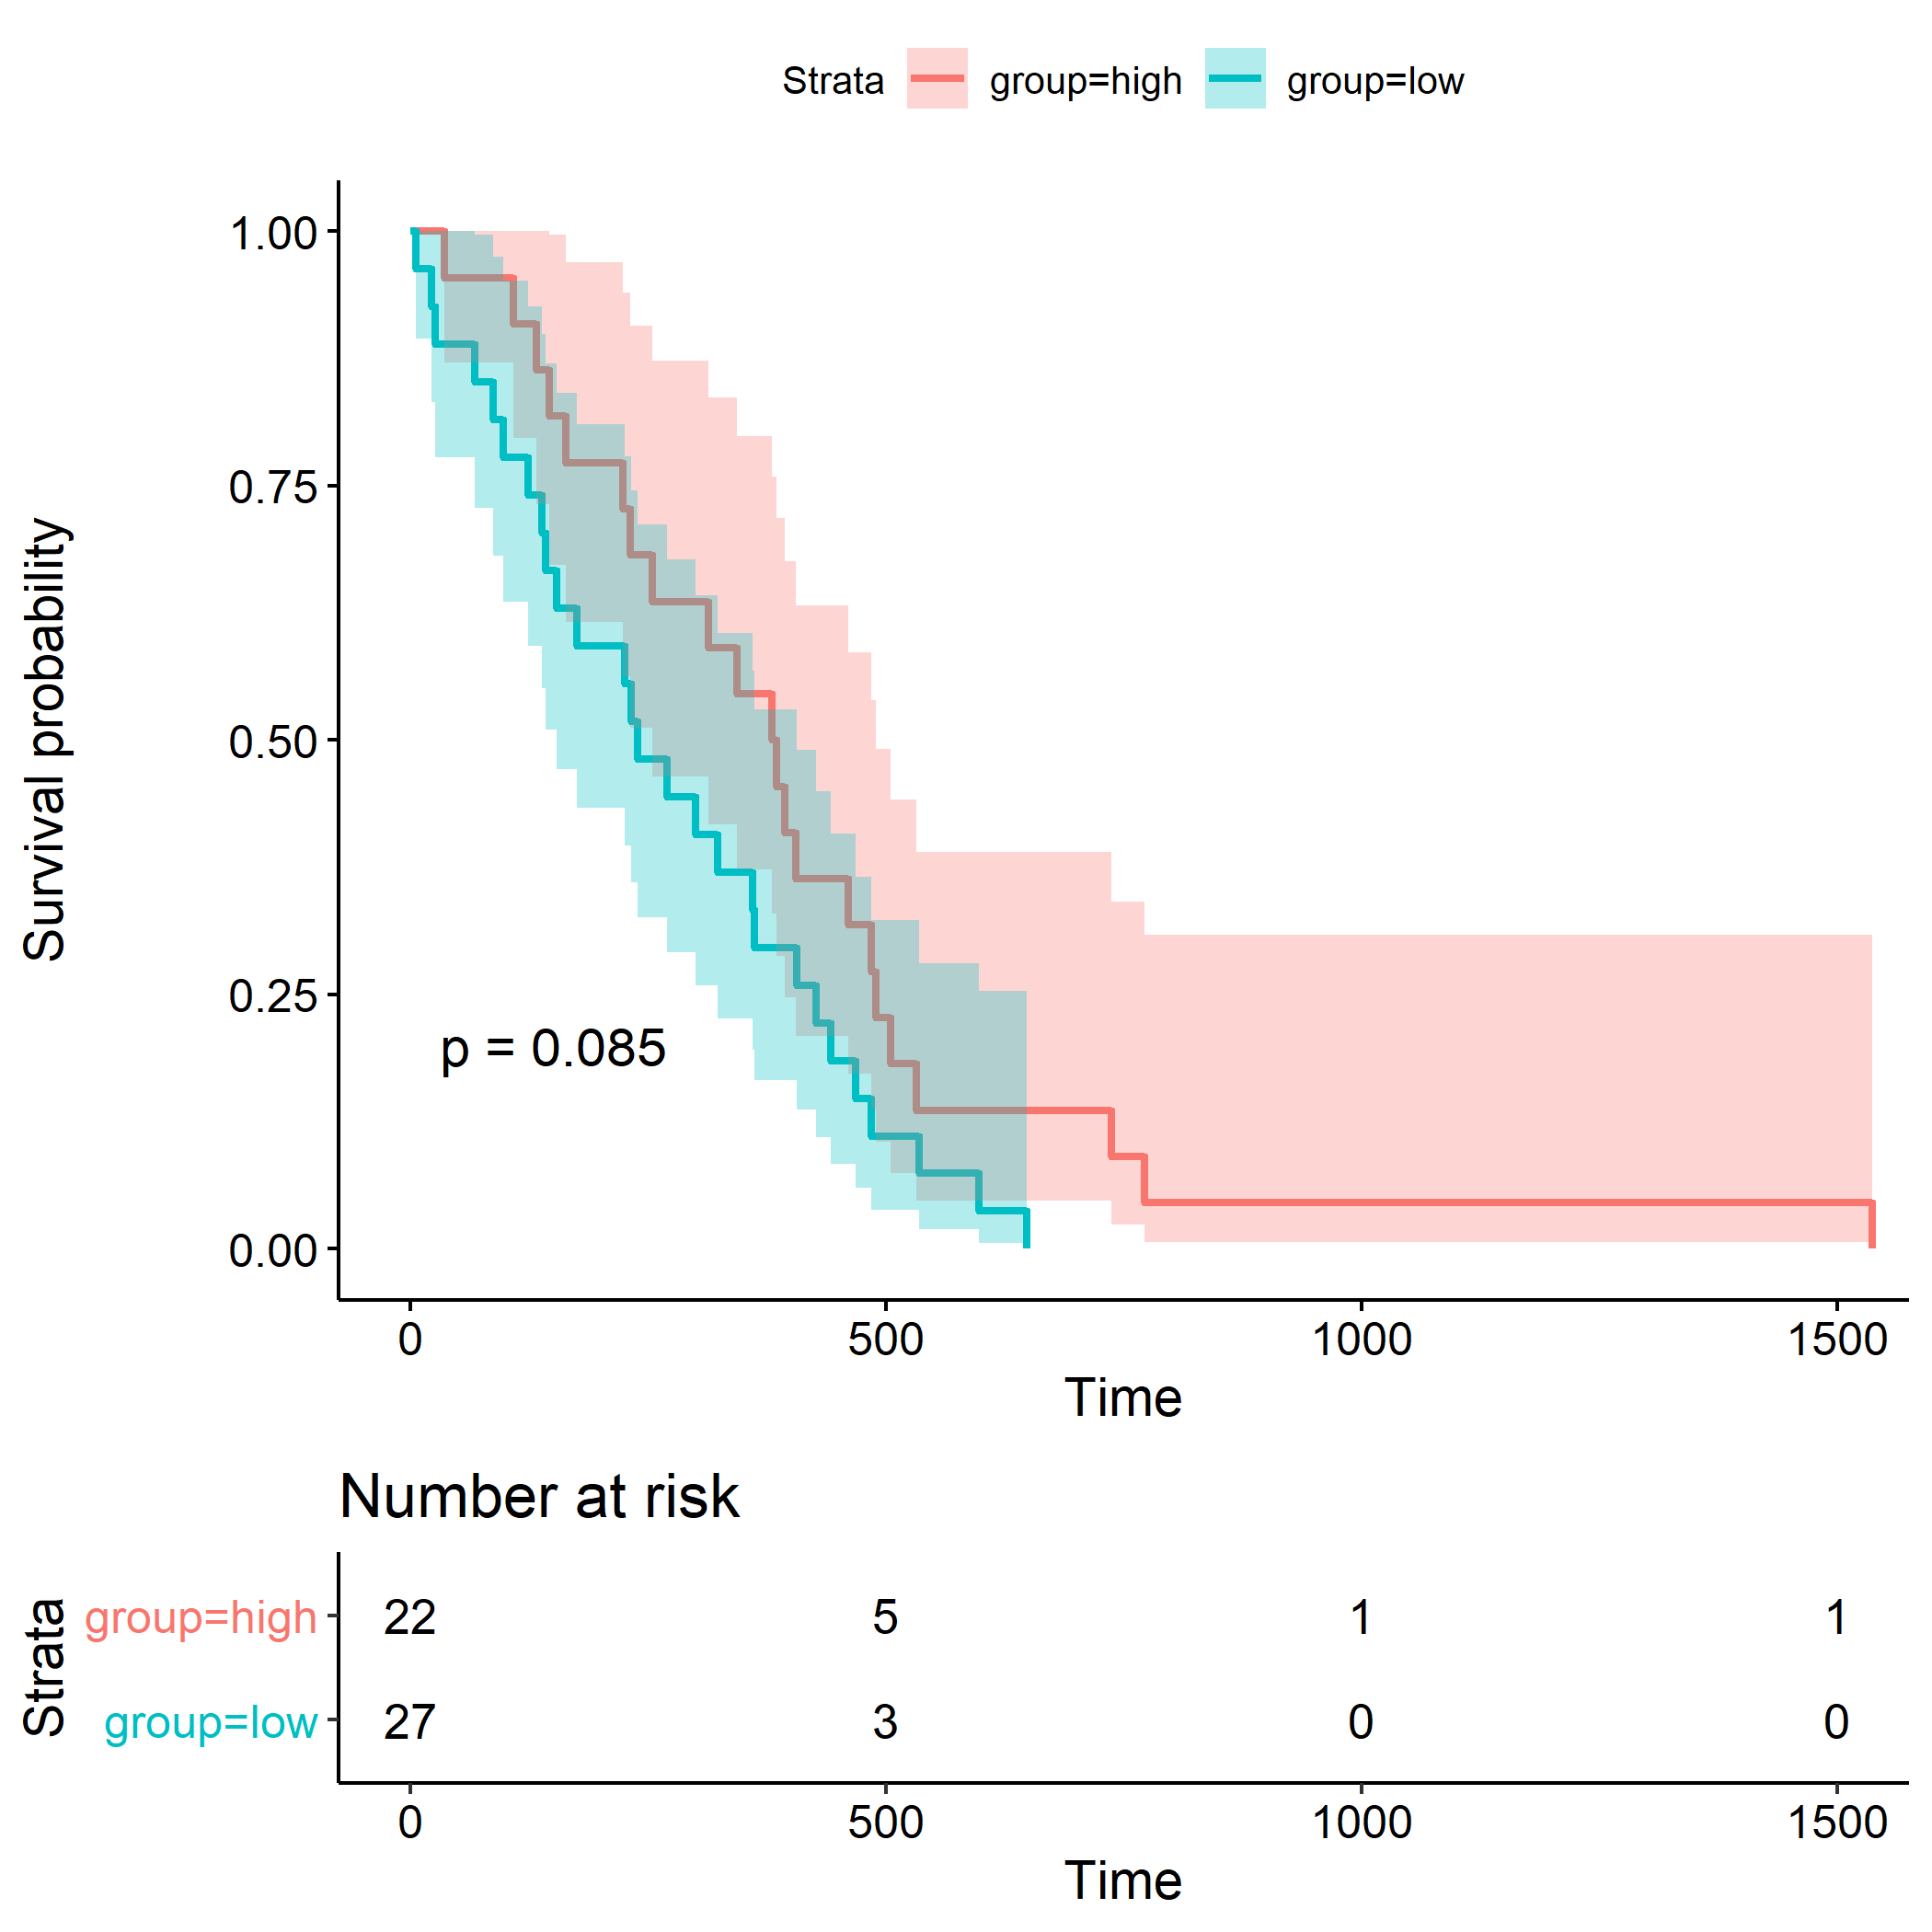 Strata group=high group=low
Survival probability
1.00
0.75
0.50
0.25
0.00
p = 0.085
0 500 1000 1500
Time
Number at risk
Strata
group=high 22 5 1 1
group=low 27 3 0 0
0 500 1000 1500
Time